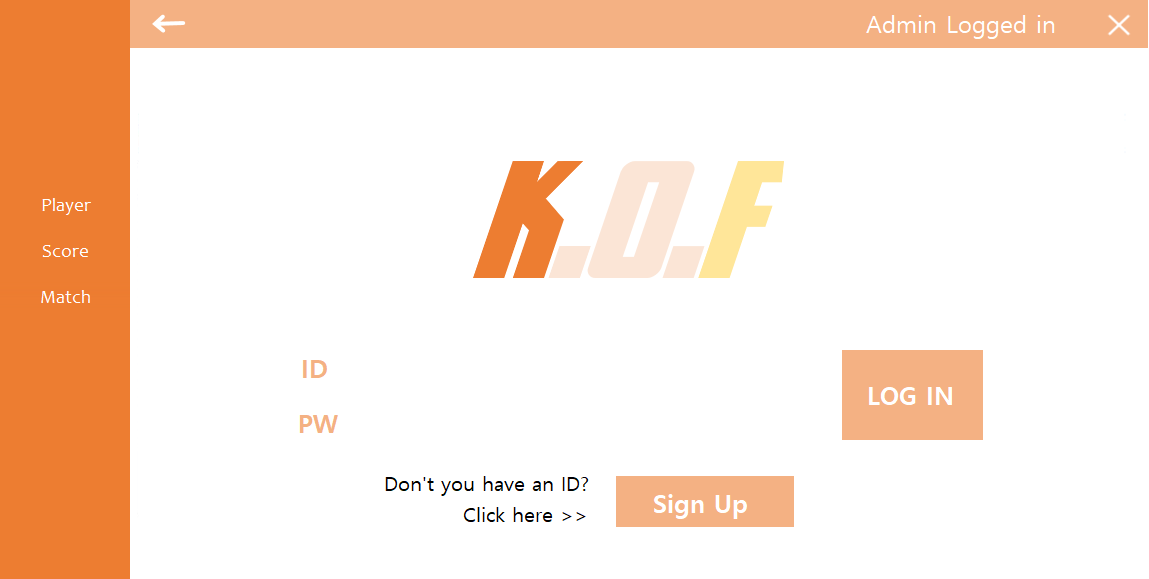 Admin Logged in
Player
Score
Match
K.O.F
ID
PW
LOG IN
Don't you have an ID?
Click here >>
Sign Up